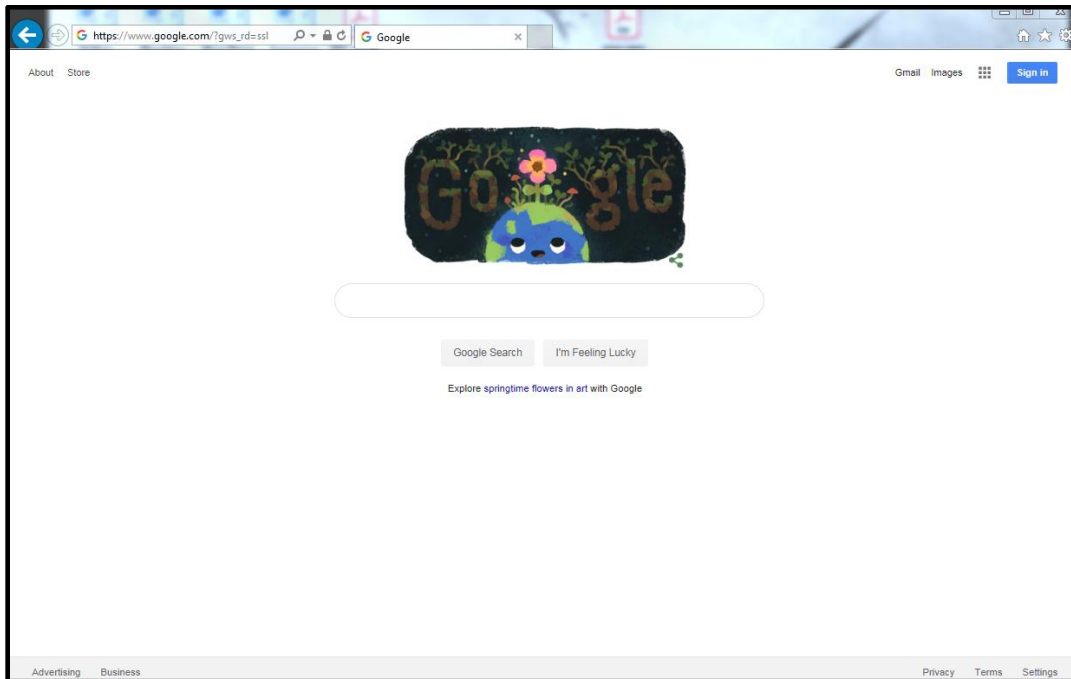 https://www.google.com/?gws_rd=ssl
Google
About Store
Gmail Images Sign in
Google
Google Search I'm Feeling Lucky
Explore springtime flowers in art with Google
Advertising Business
Privacy Terms Settings